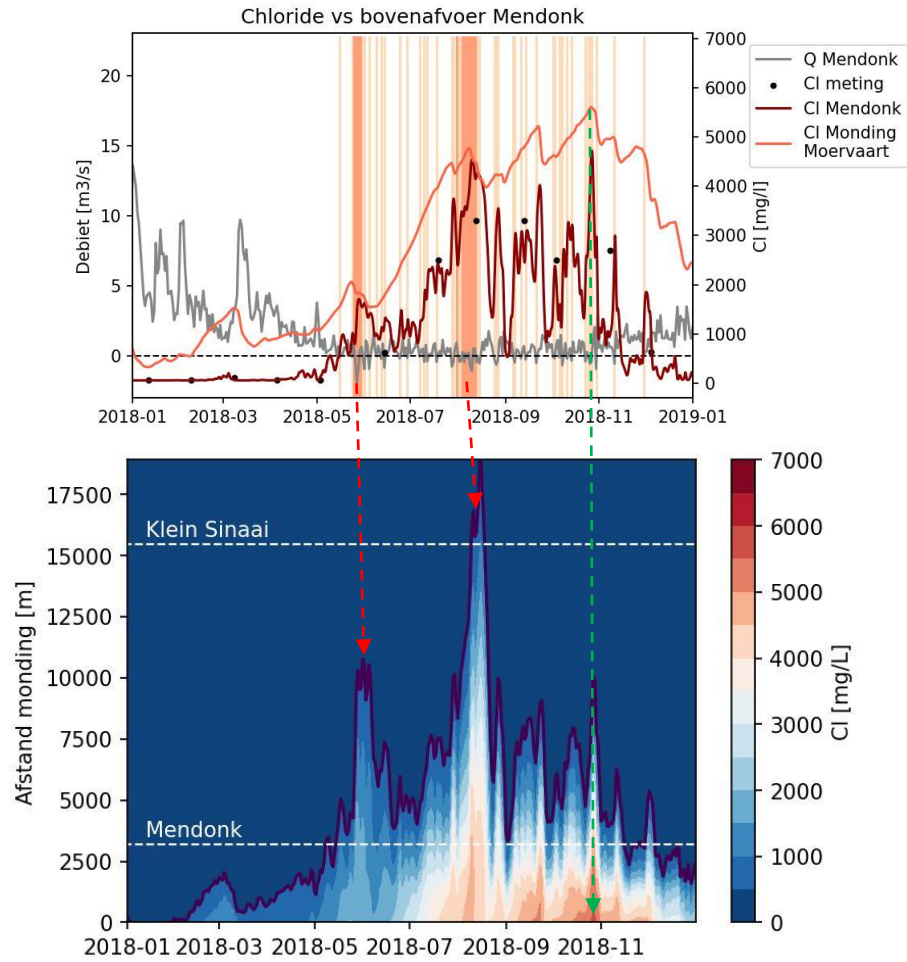 Chloride vs bovenafvoer Mendonk
Debiet [m3/s]
20
15
10
5
0
7000
6000
5000
4000
3000
2000
1000
0
Cl [mg/l]
Q Mendonk
Cl meting
Cl Mendonk
Cl Monding
Moervaart
2018-01 2018-03 2018-05 2018-07 2018-09 2018-11 2019-01
Afstand monding [m]
17500
15000
12500
10000
7500
5000
2500
0
Klein Sinaai
Mendonk
7000
6000
5000
4000
3000
2000
1000
0
Cl [mg/L]
2018-01 2018-03 2018-05 2018-07 2018-09 2018-11